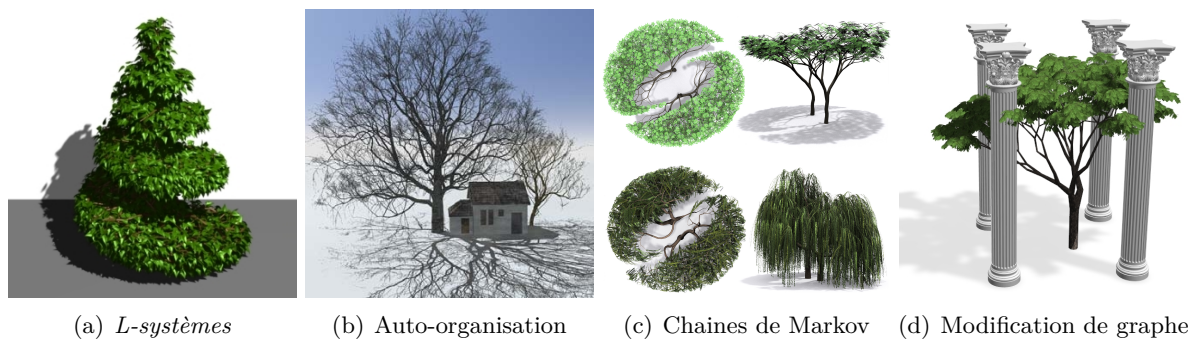 (a) L-systèmes (b) Auto-organisation (c) Chaines de Markov (d) Modification de graphe